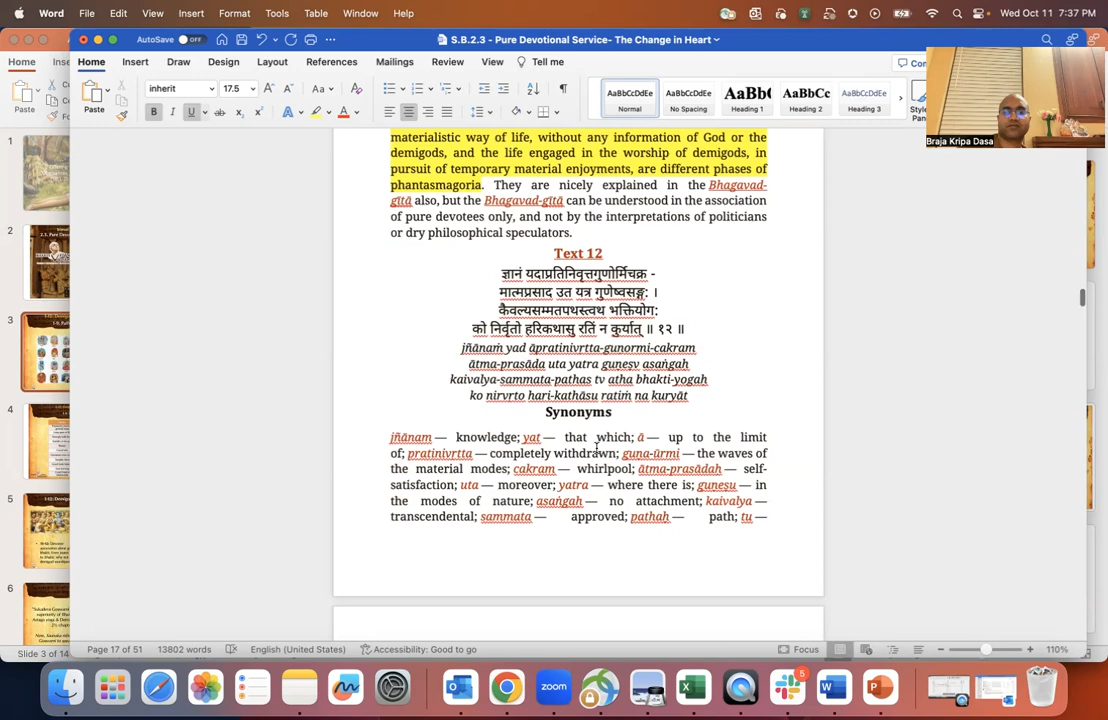 Word File Edit View Insert Format Tools Table Window Help Wed Oct 11 7:37 PM
AutoSave OFF S.B.2.3 - Pure Devotional Service- The Change in Heart
Home Home Insert Draw Design Layout References Mailings Review View Tell me
Paste Paste inherit 17.5 AaBbCcDdEe Normal AaBbCcDdEe No Spacing AaBbC Heading 1 AaBbCc Heading 2 AaBbCcDdEe Heading 3
Braja Kripa Dasa
materialistic way of life, without any information of God or the
demigods, and the life engaged in the worship of demigods, in
pursuit of temporary material enjoyments, are different phases of
phantasmagoria. They are nicely explained in the Bhagavad-
gītā also, but the Bhagavad-gītā can be understood in the association
of pure devotees only, and not by the interpretations of politicians
or dry philosophical speculators.
Text 12
ज्ञानं यदाप्रतिनिवृत्तगुणोर्मिचक्र -
मात्मप्रसाद उत यत्र गुणेष्वसङ्ग: ।
कैवल्यसम्मतपथस्त्वथ भक्तियोग:
को निर्वृतो हरिकथासु रतिं न कुर्यात् ॥ १२ ॥
jñānaṁ yad āpratinivṛtta-guṇormi-cakram
ātma-prasāda uta yatra guṇeṣv asaṅgaḥ
kaivalya-sammata-pathas tv atha bhakti-yogaḥ
ko nirvṛto hari-kathāsu ratiṁ na kuryāt
Synonyms
jñānam — knowledge; yat — that which; ā — up to the limit
of; pratinivṛtta — completely withdrawn; guṇa-ūrmi — the waves of
the material modes; cakram — whirlpool; ātma-prasādaḥ — self-
satisfaction; uta — moreover; yatra — where there is; guṇeṣu — in
the modes of nature; asaṅgaḥ — no attachment; kaivalya —
transcendental; sammata — approved; pathaḥ — path; tu —
1
2
3
4
5
6
Slide 3 of 14 Page 17 of 51 13802 words English (United States) Accessibility: Good to go Focus 110%
zoom 5